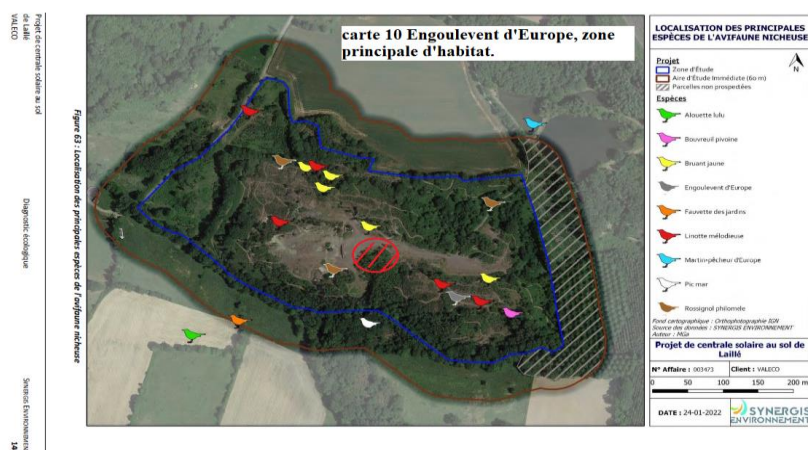 Projet de centrale solaire au sol
de Laillé
VALECO
Diagnostic écologique
SYNERGIS ENVIRONNEMENT
14
Figure 63 : Localisation des principales espèces de l'avifaune nicheuse
carte 10 Engoulevent d'Europe, zone
principale d'habitat.
LOCALISATION DES PRINCIPALES
ESPÈCES DE L'AVIFAUNE NICHEUSE
Projet
Zone d'Étude
Aire d'Étude Immédiate (60 m)
Parcelles non prospectées
N
Espèces
Alouette lulu
Bouvreuil pivoine
Bruant jaune
Engoulevent d'Europe
Fauvette des jardins
Linotte mélodieuse
Martin-pêcheur d'Europe
Pic mar
Rossignol philomèle
Fond cartographique : Orthophotographie IGN
Source des données : SYNERGIS ENVIRONNEMENT
Auteur : MGa
Projet de centrale solaire au sol de
Laillé
N° Affaire : 003473 Client : VALECO
0 50 100 150 200 m
DATE : 24-01-2022
SYNERGIS
ENVIRONNEMENT